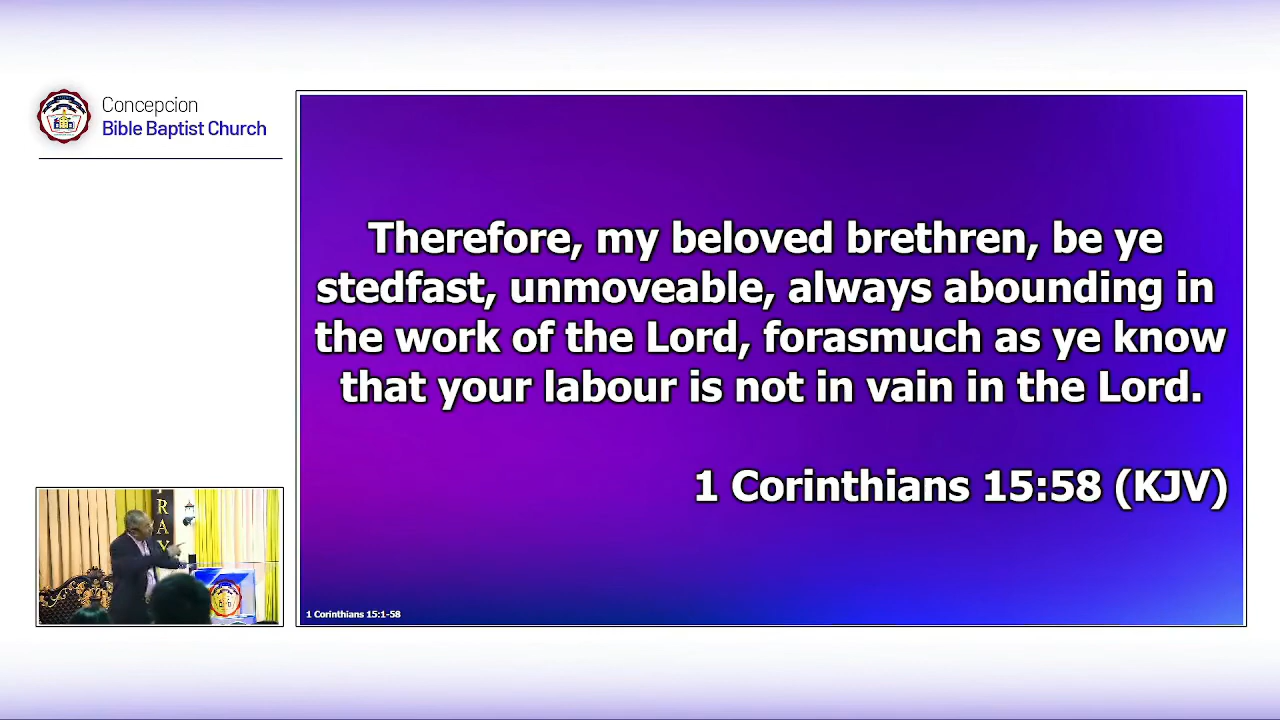 Concepcion
Bible Baptist Church
Therefore, my beloved brethren, be ye
stedfast, unmoveable, always abounding in
the work of the Lord, forasmuch as ye know
that your labour is not in vain in the Lord.
1 Corinthians 15:58 (KJV)
1 Corinthians 15:1-58
RAY